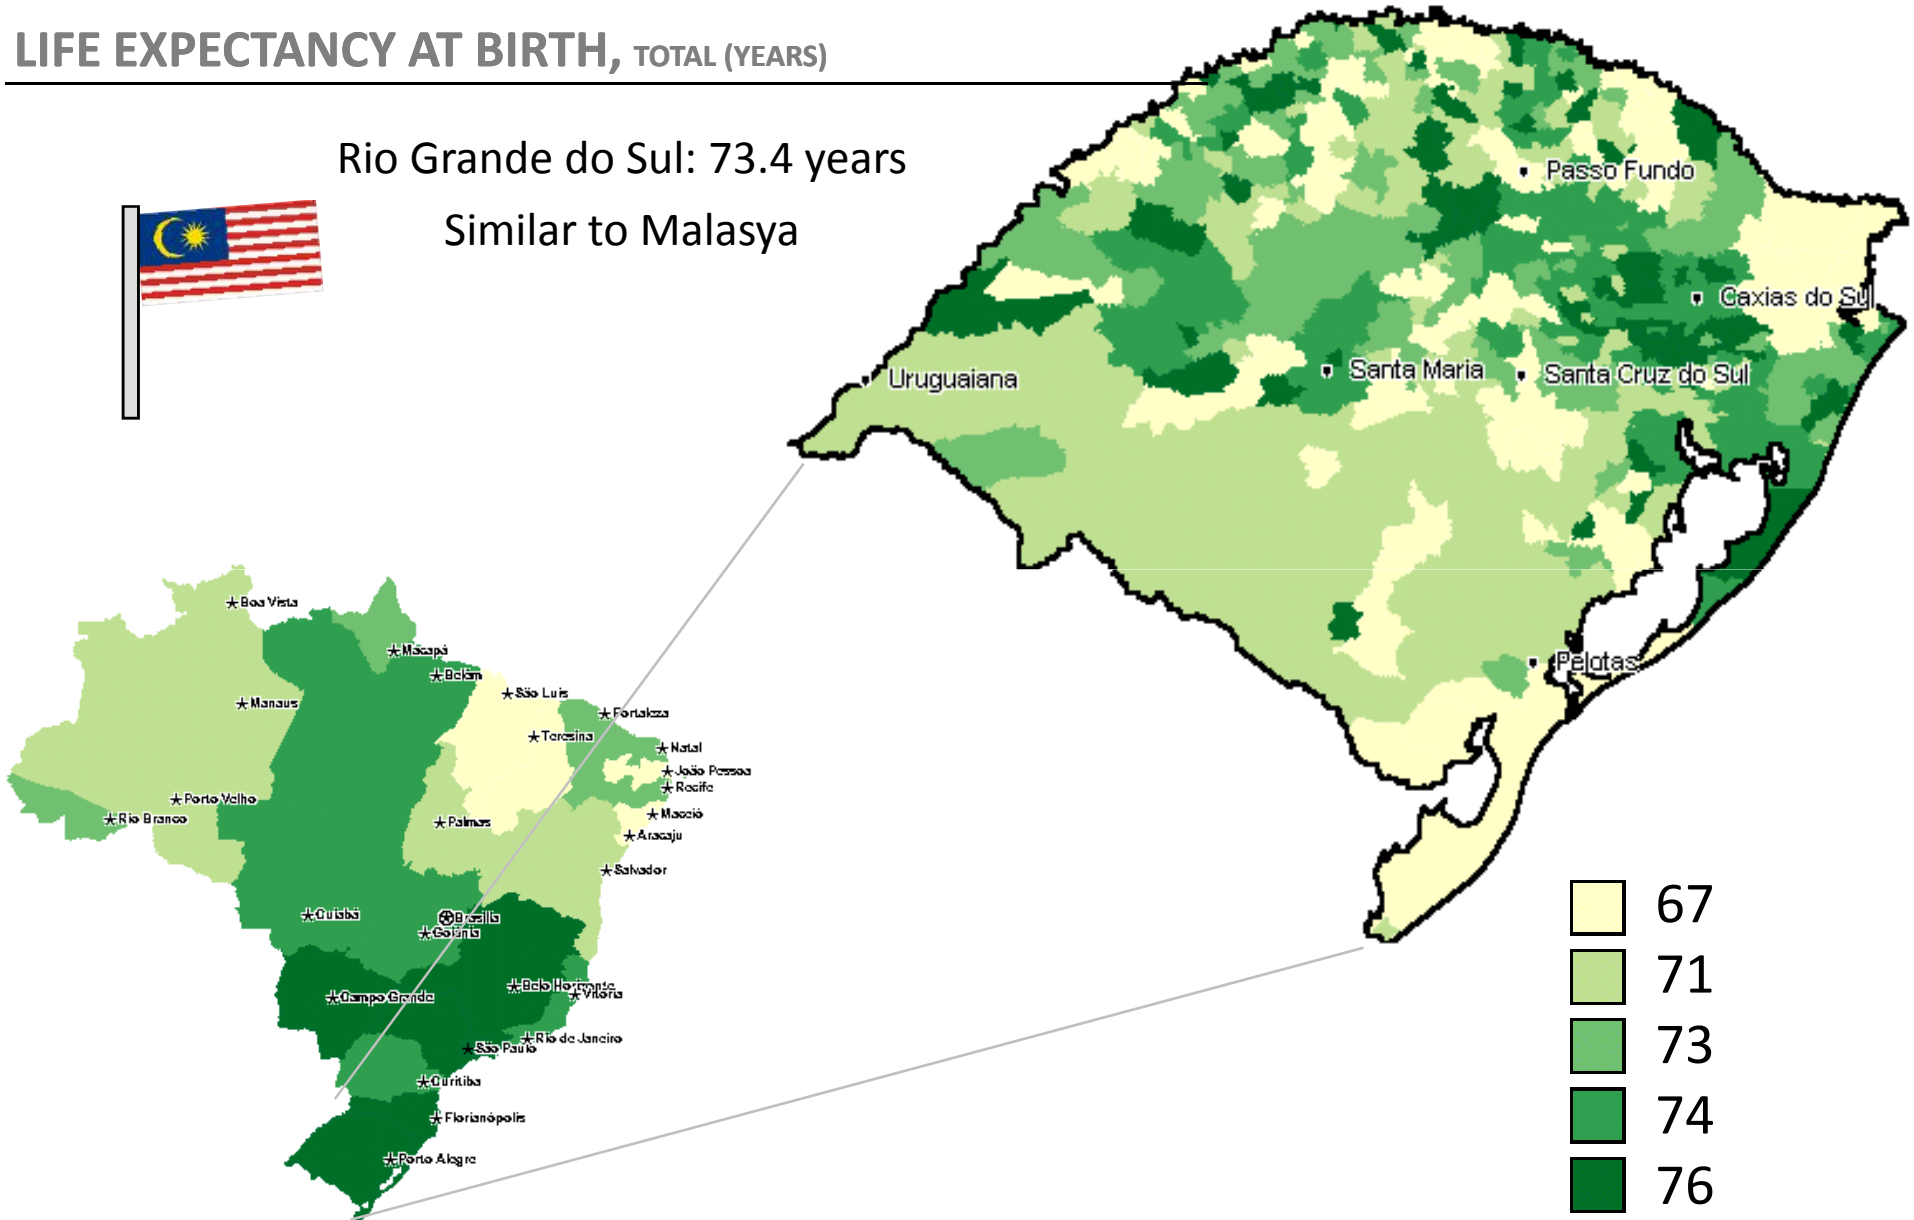 LIFE EXPECTANCY AT BIRTH, TOTAL (YEARS)
Rio Grande do Sul: 73.4 years
Similar to Malasya
Passo Fundo
Caxias do Sul
Santa Maria
Santa Cruz do Sul
Uruguaiana
Pelotas
Boa Vista
Macapá
Belém
São Luis
Manaus
Fortaleza
Teresina
Natal
João Pessoa
Recife
Porto Velho
Rio Branco
Maceió
Palmas
Aracaju
Salvador
Cuiabá
Brasília
Goiânia
Belo Horizonte
Vitória
Campo Grande
Rio de Janeiro
São Paulo
Curitiba
Florianópolis
Porto Alegre
67
71
73
74
76